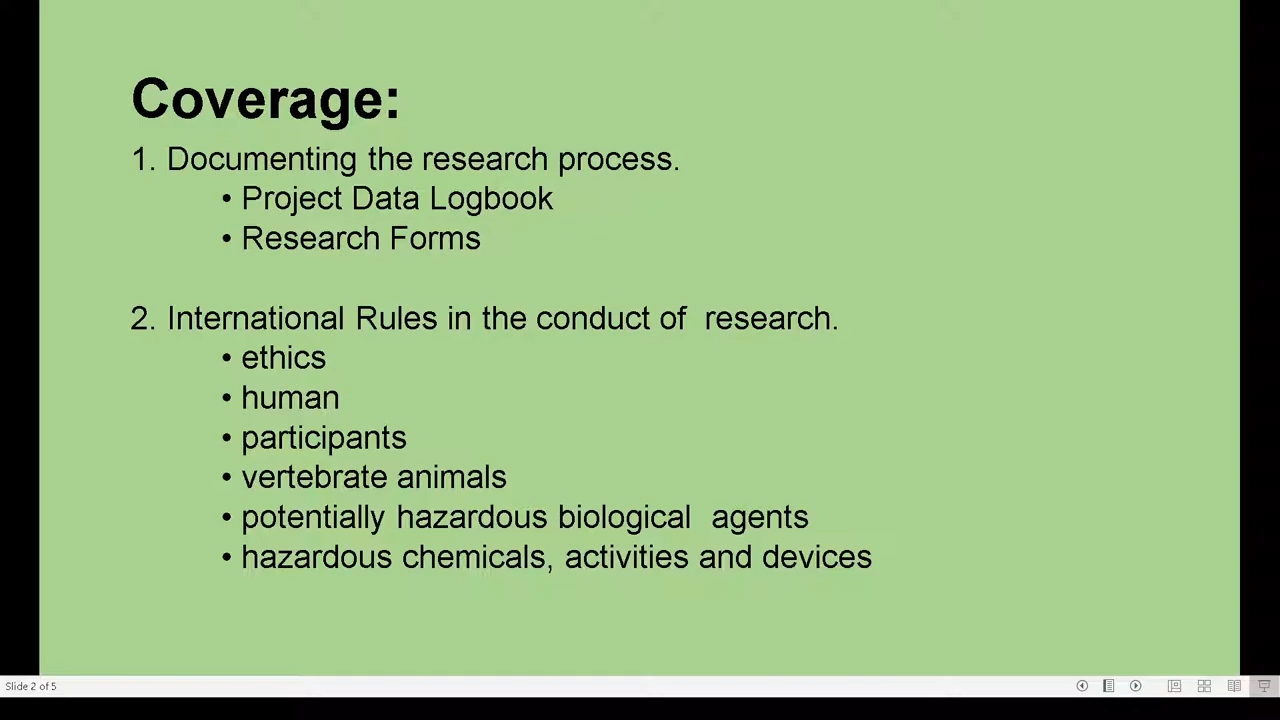 Coverage:
1. Documenting the research process.
• Project Data Logbook
• Research Forms
2. International Rules in the conduct of  research.
• ethics
• human
• participants
• vertebrate animals
• potentially hazardous biological  agents
• hazardous chemicals, activities and devices
Slide 2 of 5